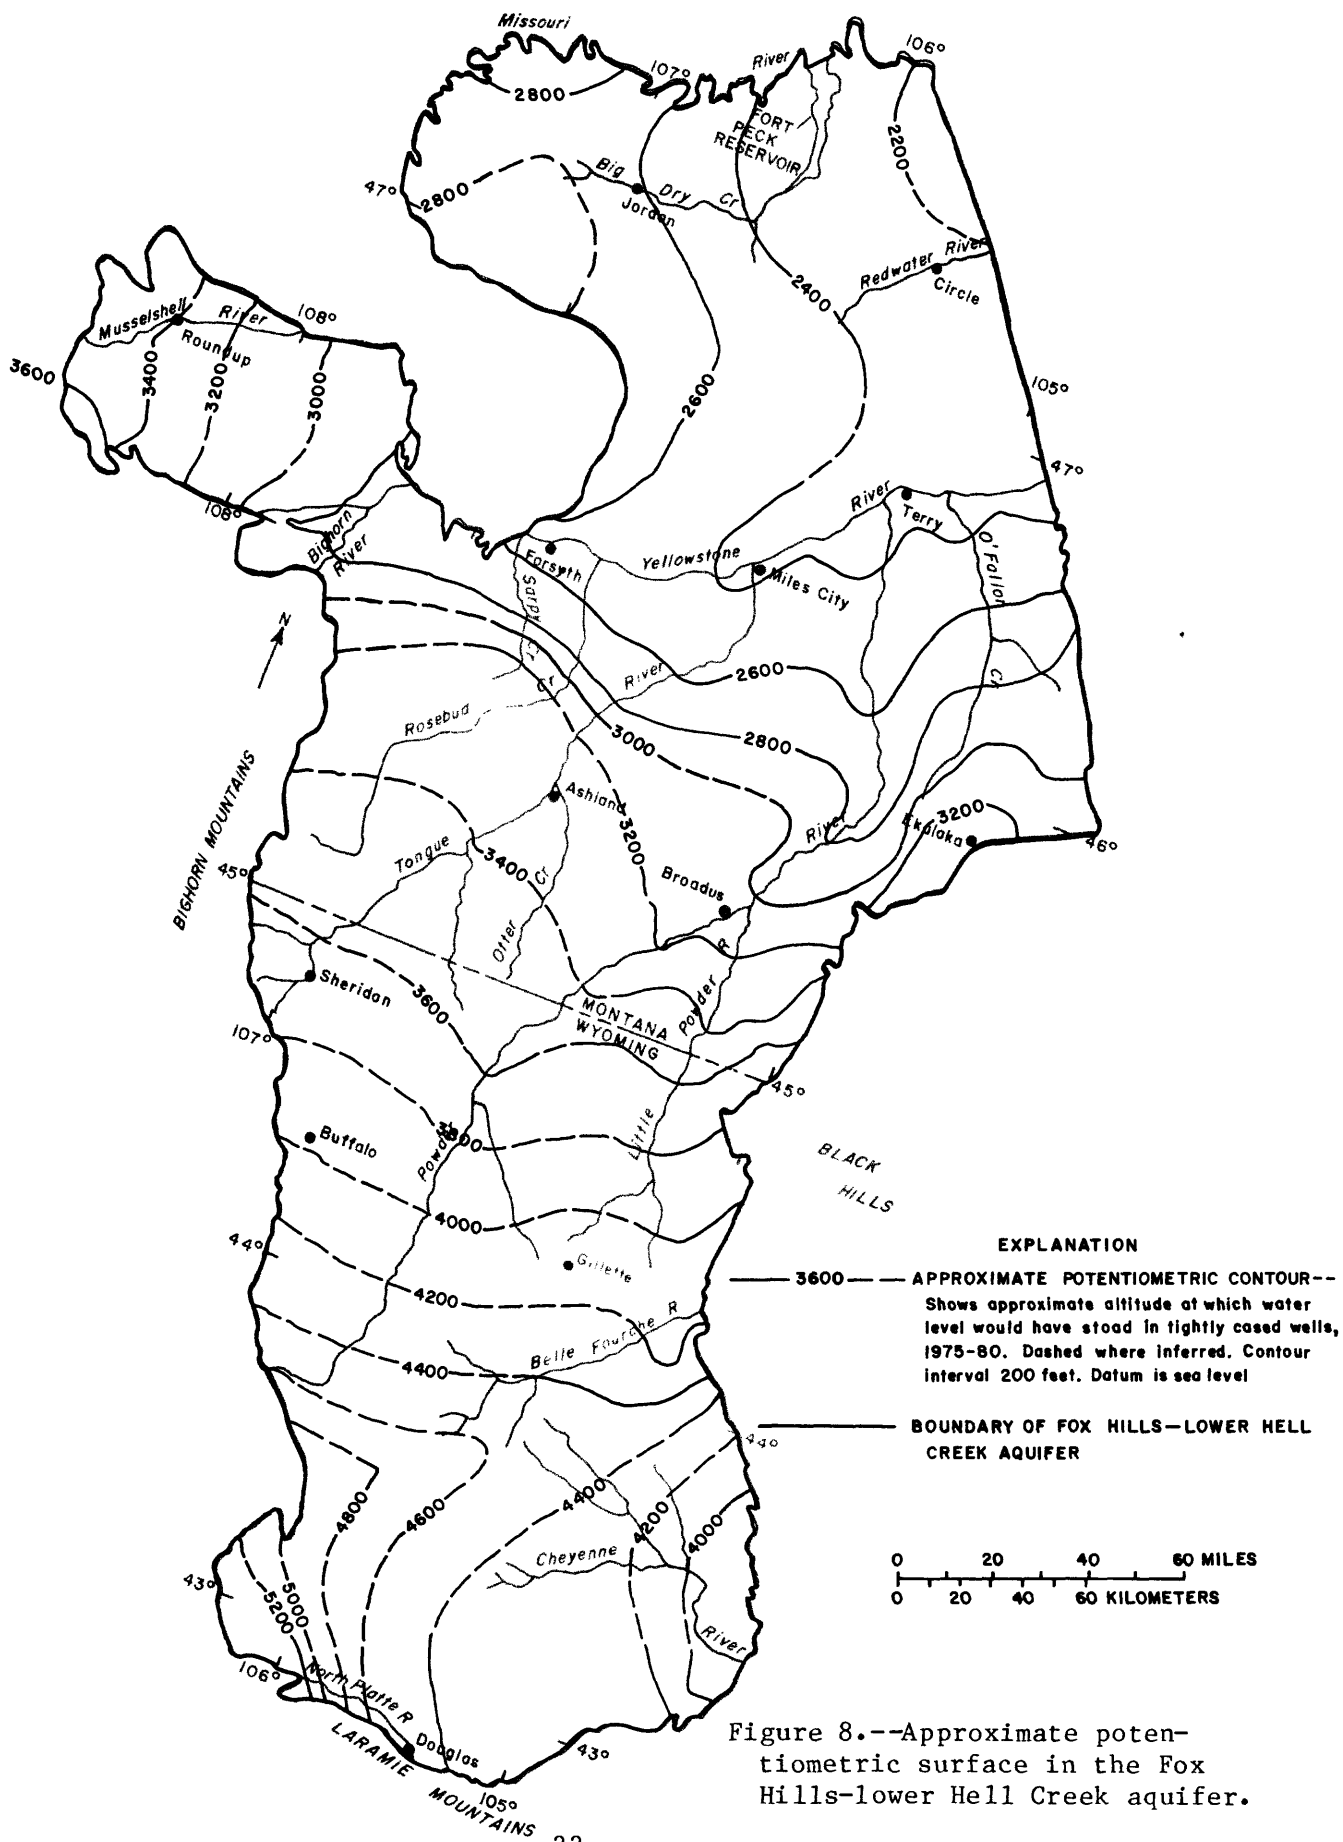 Missouri
River
106°
107°
2800
FORT
PECK
RESERVOIR
2200
Big
Dry
Cr
47°
2800
Jordan
Redwater River
Circle
2400
Musselshell
River
108°
Roundup
3600
3400
3200
3000
2600
105°
47°
108°
Bighorn
River
River
Terry
Yellowstone
Forsyth
Miles City
O'Fallon
Cr
Sarpy
Cr
N
2600
River
Cr
Rosebud
3000
2800
BIGHORN MOUNTAINS
Ashland
3200
3200
Ekalaka
River
46°
Tongue
3400
Cr
Otter
Broadus
45°
R
Powder
Sheridan
3600
MONTANA
WYOMING
107°
45°
Little
Buffalo
3800
Powder
BLACK
HILLS
4000
44°
Gillette
4200
Belle Fourche R
4400
EXPLANATION
3600
APPROXIMATE POTENTIOMETRIC CONTOUR--
Shows approximate altitude at which water
level would have stood in tightly cased wells,
1975-80. Dashed where inferred. Contour
interval 200 feet. Datum is sea level
BOUNDARY OF FOX HILLS-LOWER HELL
CREEK AQUIFER
44°
4800
4600
4400
4200
4000
Cheyenne
River
43°
5000
5200
0 20 40 60 MILES
0 20 40 60 KILOMETERS
106°
North Platte R
Douglas
LARAMIE
MOUNTAINS
43°
105°
Figure 8.--Approximate poten-
tiometric surface in the Fox
Hills-lower Hell Creek aquifer.